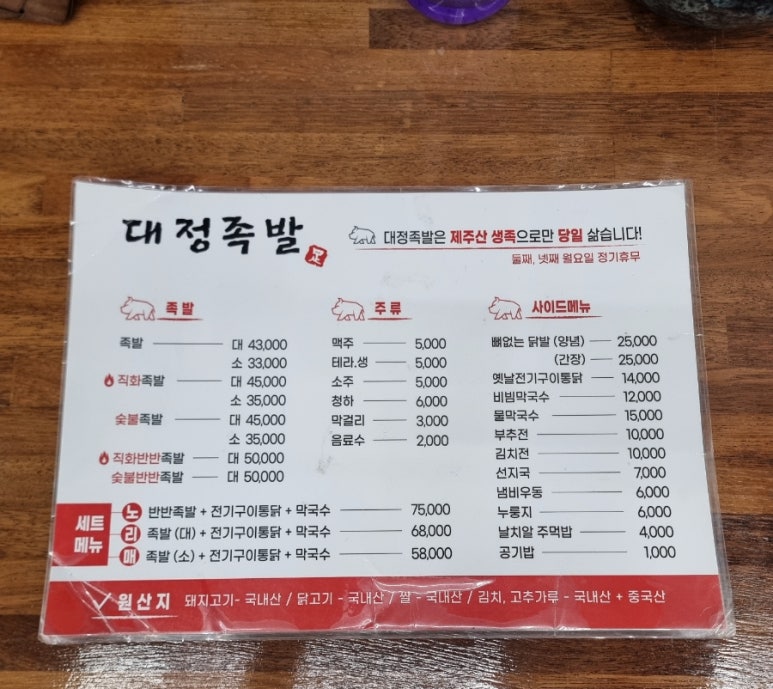 대정족발
대정족발은 제주산 생족으로만 당일 삶습니다!
둘째, 넷째 월요일 정기휴무
족발
족발 대 43,000
소 33,000
직화족발 대 45,000
소 35,000
숯불족발 대 45,000
소 35,000
직화반반족발 대 50,000
숯불반반족발 대 50,000
주류
맥주 5,000
테라.생 5,000
소주 5,000
청하 6,000
막걸리 3,000
음료수 2,000
사이드메뉴
뼈없는 닭발 (양념) 25,000
(간장) 25,000
옛날전기구이통닭 14,000
비빔막국수 12,000
물막국수 15,000
부추전 10,000
김치전 10,000
선지국 7,000
냄비우동 6,000
누룽지 6,000
날치알 주먹밥 4,000
공기밥 1,000
세트
메뉴
노 반반족발 + 전기구이통닭 + 막국수 75,000
리 족발 (대) + 전기구이통닭 + 막국수 68,000
매 족발 (소) + 전기구이통닭 + 막국수 58,000
원산지 돼지고기- 국내산 / 닭고기 - 국내산 / 쌀 - 국내산 / 김치, 고추가루 - 국내산 + 중국산